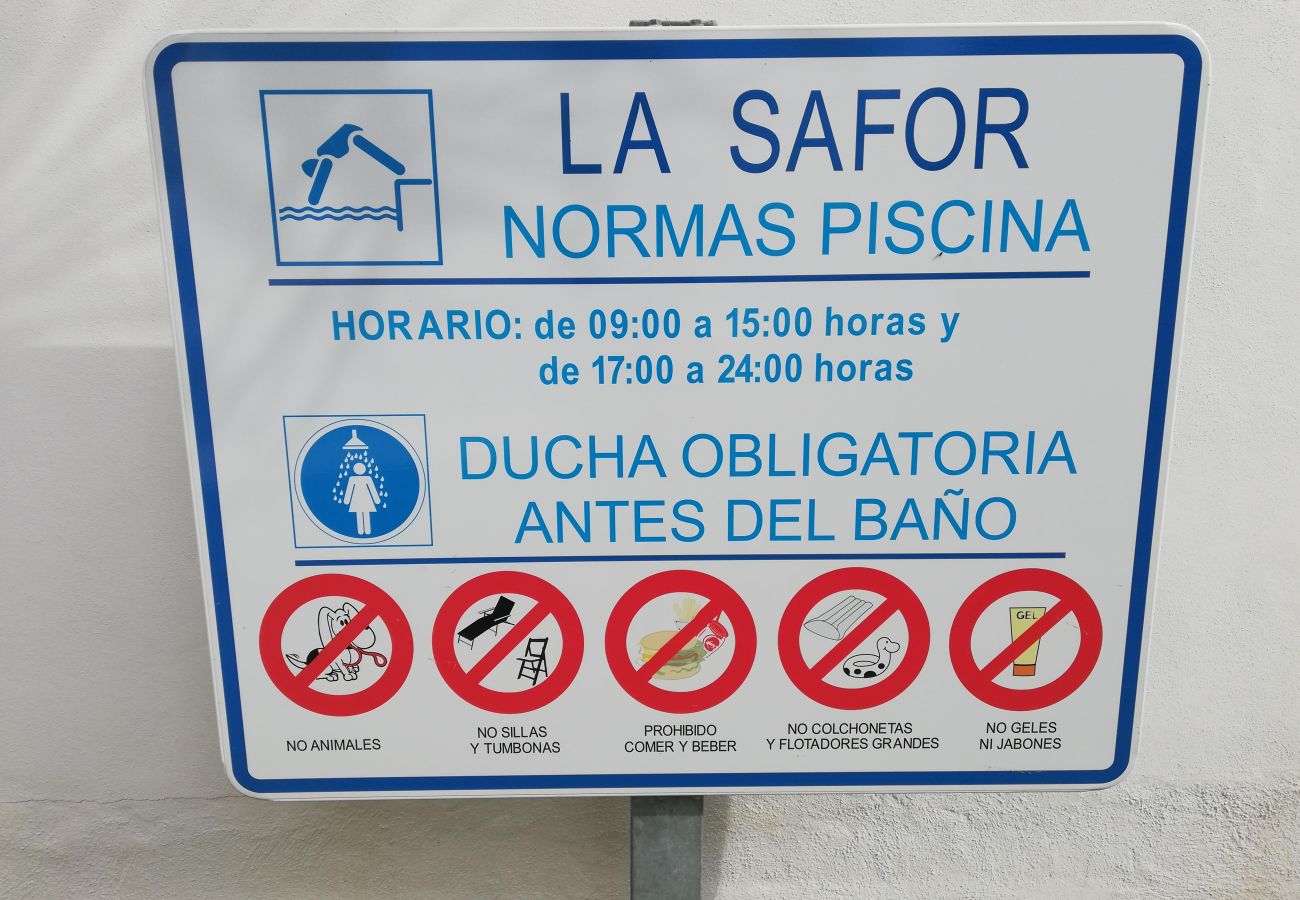 LA SAFOR
NORMAS PISCINA
HORARIO: de 09:00 a 15:00 horas y
de 17:00 a 24:00 horas
DUCHA OBLIGATORIA
ANTES DEL BAÑO
GEL
NO ANIMALES
NO SILLAS
Y TUMBONAS
PROHIBIDO
COMER Y BEBER
NO COLCHONETAS
Y FLOTADORES GRANDES
NO GELES
NI JABONES